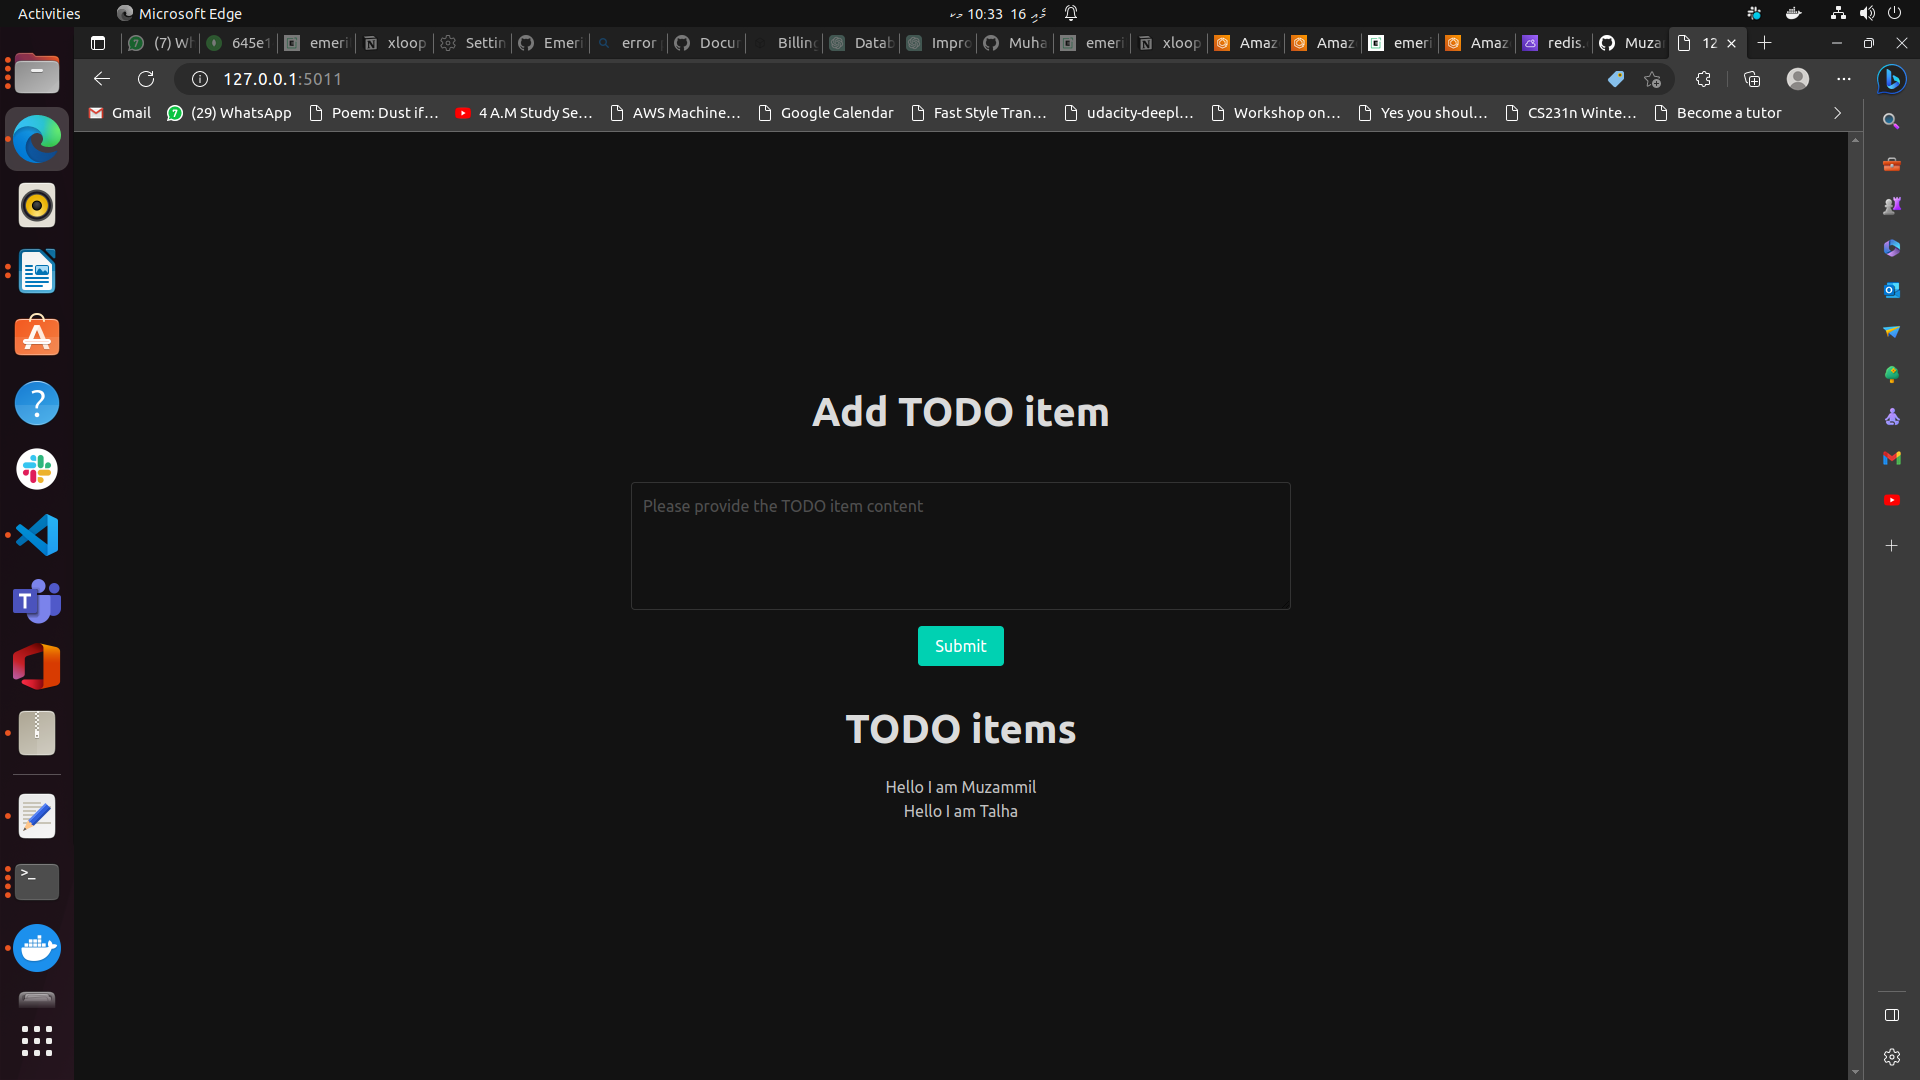 Activities
Microsoft Edge
10:33 16
(7) Wh
645e1
emeri
xloop
Settin
Emeri
error
Docur
Billing
Datab
Impro
Muha
emeri
xloop
Amaz
Amaz
emeri
Amaz
redis.
Muza
12
127.0.0.1:5011
Gmail
(29) WhatsApp
Poem: Dust if…
4 A.M Study Se…
AWS Machine…
Google Calendar
Fast Style Tran…
udacity-deepl…
Workshop on…
Yes you shoul…
CS231n Winte…
Become a tutor
Add TODO item
Please provide the TODO item content
Submit
TODO items
Hello I am Muzammil
Hello I am Talha